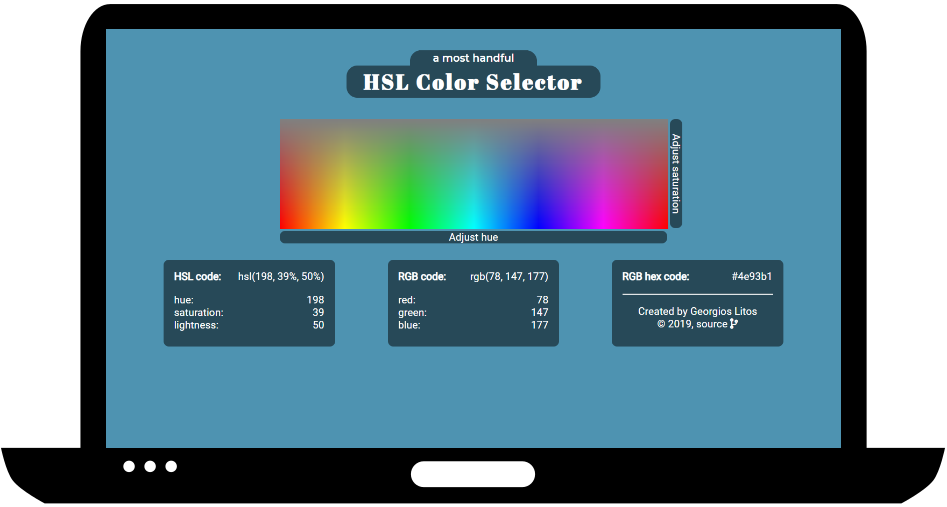 a most handful
HSL Color Selector
Adjust saturation
Adjust hue
HSL code: hsl(198, 39%, 50%)
hue: 198
saturation: 39
lightness: 50
RGB code: rgb(78, 147, 177)
red: 78
green: 147
blue: 177
RGB hex code: #4e93b1
Created by Georgios Litos
© 2019, source